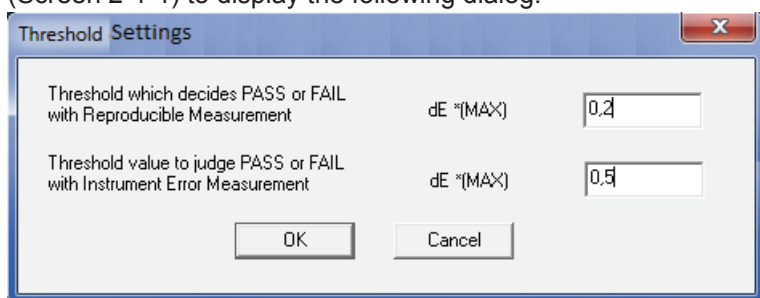 (Screen 2-1-1) to display the following dialog.
Threshold Settings
Threshold which decides PASS or FAIL
with Reproducible Measurement
dE *(MAX)
0,2
Threshold value to judge PASS or FAIL
with Instrument Error Measurement
dE *(MAX)
0,5
OK
Cancel